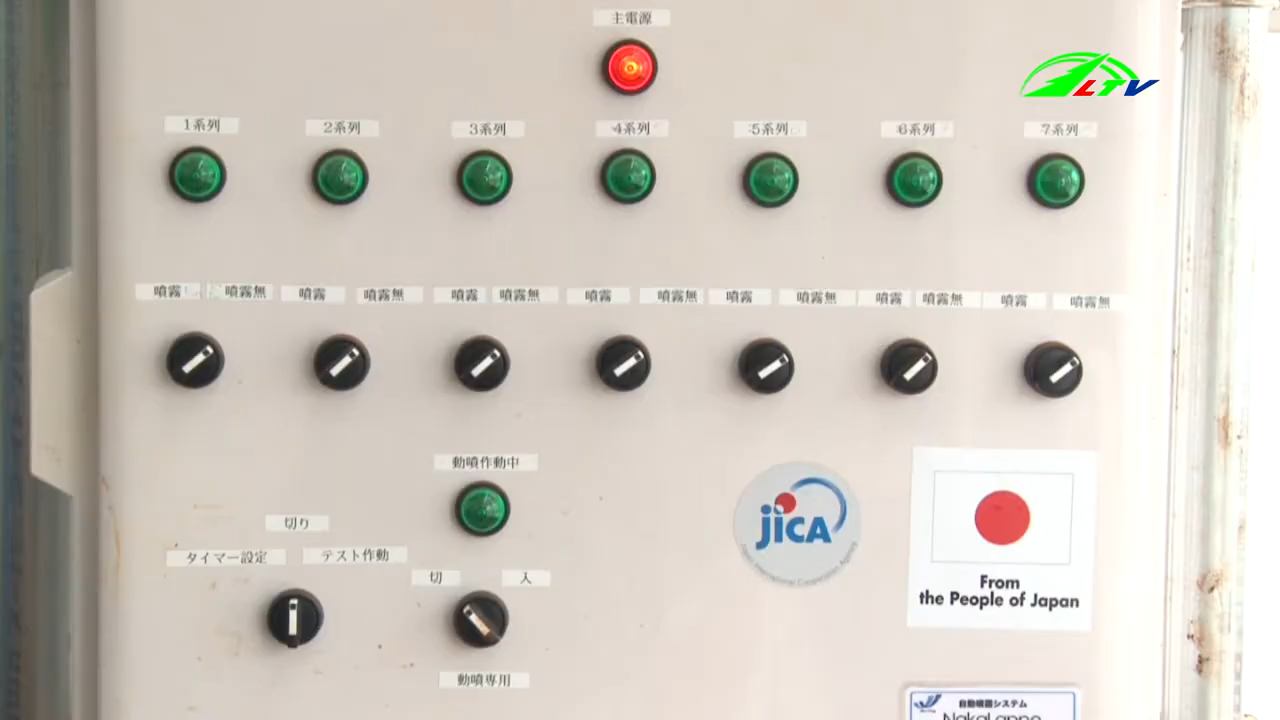 主電源
LTV
1系列 2系列 3系列 4系列 5系列 6系列 7系列
噴霧 噴霧無 噴霧 噴霧無 噴霧 噴霧無 噴霧 噴霧無 噴霧 噴霧無 噴霧 噴霧無 噴霧 噴霧無
動噴作動中
切り
タイマー設定 テスト作動
切 入
動噴専用
jICA
Japan International Cooperation Agency
From
the People of Japan
自動噴霧システム